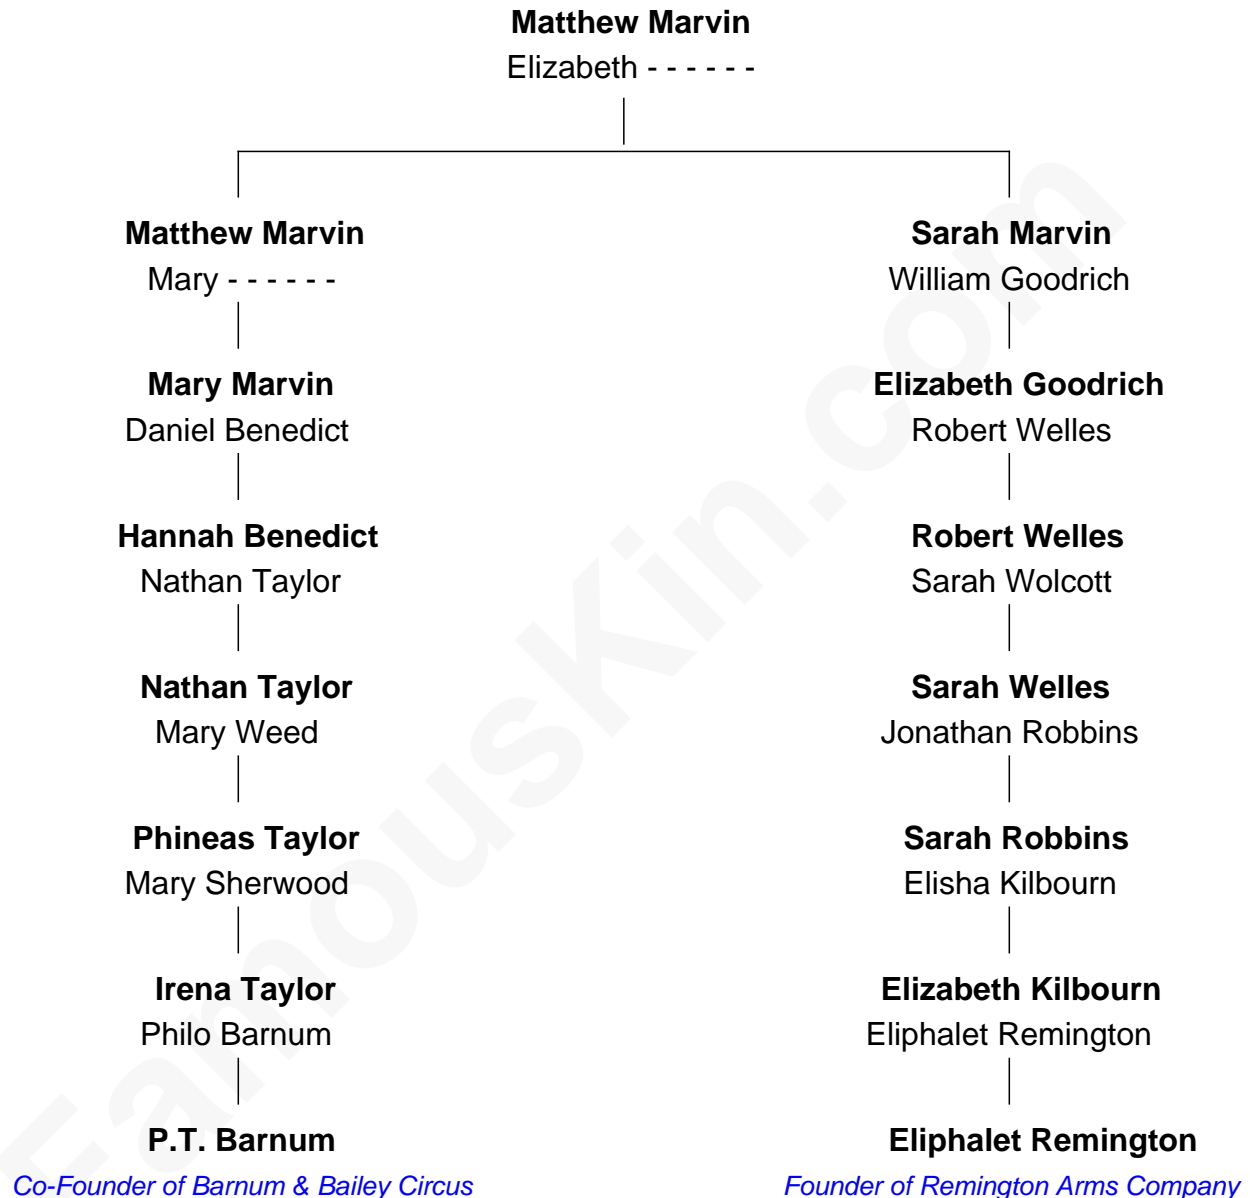 Matthew Marvin
Elizabeth - - - - - -
Matthew Marvin
Mary - - - - - -
Sarah Marvin
William Goodrich
Mary Marvin
Daniel Benedict
Elizabeth Goodrich
Robert Welles
Hannah Benedict
Nathan Taylor
Robert Welles
Sarah Wolcott
Nathan Taylor
Mary Weed
Sarah Welles
Jonathan Robbins
Phineas Taylor
Mary Sherwood
Sarah Robbins
Elisha Kilbourn
Irena Taylor
Philo Barnum
Elizabeth Kilbourn
Eliphalet Remington
P.T. Barnum
Co-Founder of Barnum & Bailey Circus
Eliphalet Remington
Founder of Remington Arms Company
FamousKin.com